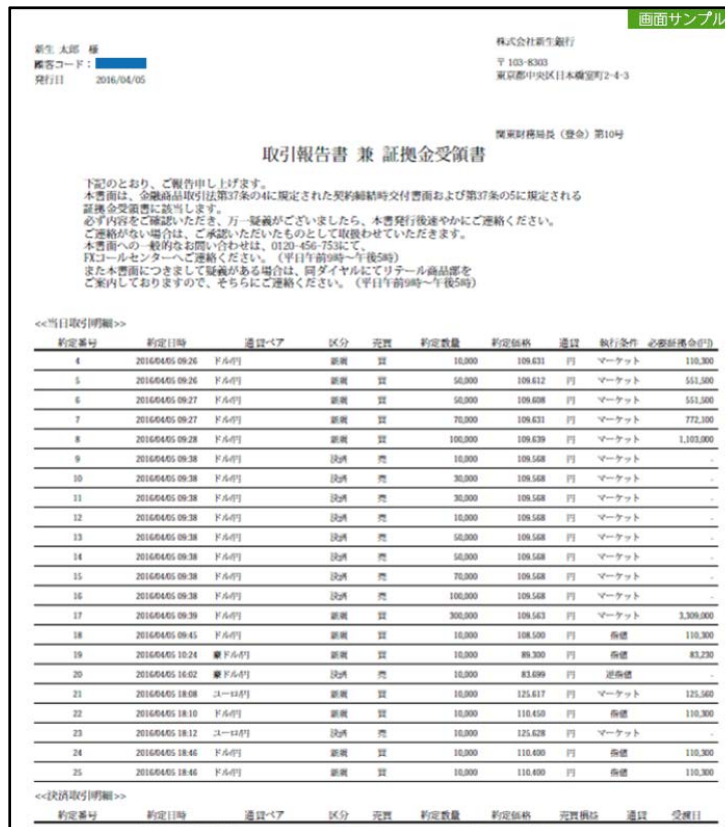 画面サンプル
新生 太郎 様
顧客コード:
発行日 2016/04/05
株式会社新生銀行
〒103-8303
東京都中央区日本橋室町2-4-3
関東財務局長(登金)第10号
取引報告書 兼 証拠金受領書
下記のとおり、ご報告申し上げます。
本書面は、金融商品取引法第37条の4に規定された契約締結時交付書面および第37条の5に規定される
証拠金受領書に該当します。
必ず内容をご確認いただき、万一疑義がございましたら、本書発行後速やかにご連絡ください。
ご連絡がない場合は、ご承認いただいたものとして取扱わせていただきます。
本書面への一般的なお問い合わせは、0120-456-753にて、
FXコールセンターへご連絡ください。(平日午前9時~午後5時)
また本書面につきまして疑義がある場合は、同ダイヤルにてリテール商品部を
ご案内しておりますので、そちらにご連絡ください。(平日午前9時~午後5時)
<<当日取引明細>>
約定番号 約定日時 通貨ペア 区分 売買 約定数量 約定価格 通貨 執行条件 必要証拠金(円)
4 2016/04/05 09:26 ドル/円 新規 買 10,000 109.631 円 マーケット 110,300
5 2016/04/05 09:26 ドル/円 新規 買 50,000 109.612 円 マーケット 551,500
6 2016/04/05 09:27 ドル/円 新規 買 50,000 109.608 円 マーケット 551,500
7 2016/04/05 09:27 ドル/円 新規 買 70,000 109.631 円 マーケット 772,100
8 2016/04/05 09:28 ドル/円 新規 買 100,000 109.639 円 マーケット 1,103,000
9 2016/04/05 09:38 ドル/円 決済 売 10,000 109.568 円 マーケット -
10 2016/04/05 09:38 ドル/円 決済 売 30,000 109.568 円 マーケット -
11 2016/04/05 09:38 ドル/円 決済 売 30,000 109.568 円 マーケット -
12 2016/04/05 09:38 ドル/円 決済 売 10,000 109.568 円 マーケット -
13 2016/04/05 09:38 ドル/円 決済 売 50,000 109.568 円 マーケット -
14 2016/04/05 09:38 ドル/円 決済 売 50,000 109.568 円 マーケット -
15 2016/04/05 09:38 ドル/円 決済 売 70,000 109.568 円 マーケット -
16 2016/04/05 09:38 ドル/円 決済 売 100,000 109.568 円 マーケット -
17 2016/04/05 09:39 ドル/円 新規 買 300,000 109.563 円 マーケット 3,309,000
18 2016/04/05 09:45 ドル/円 新規 買 10,000 108.500 円 指値 110,300
19 2016/04/05 10:24 豪ドル/円 新規 買 10,000 89.300 円 指値 83,230
20 2016/04/05 16:02 豪ドル/円 決済 売 10,000 83.699 円 逆指値 -
21 2016/04/05 18:08 ユーロ/円 新規 買 10,000 125.617 円 マーケット 125,560
22 2016/04/05 18:10 ドル/円 新規 買 10,000 110.450 円 指値 110,300
23 2016/04/05 18:12 ユーロ/円 決済 売 10,000 125.628 円 マーケット -
24 2016/04/05 18:46 ドル/円 新規 買 10,000 110.400 円 指値 110,300
25 2016/04/05 18:46 ドル/円 新規 買 10,000 110.400 円 指値 110,300
<<決済取引明細>>
約定番号 約定日時 通貨ペア 区分 売買 約定数量 約定価格 売買損益 通貨 受渡日